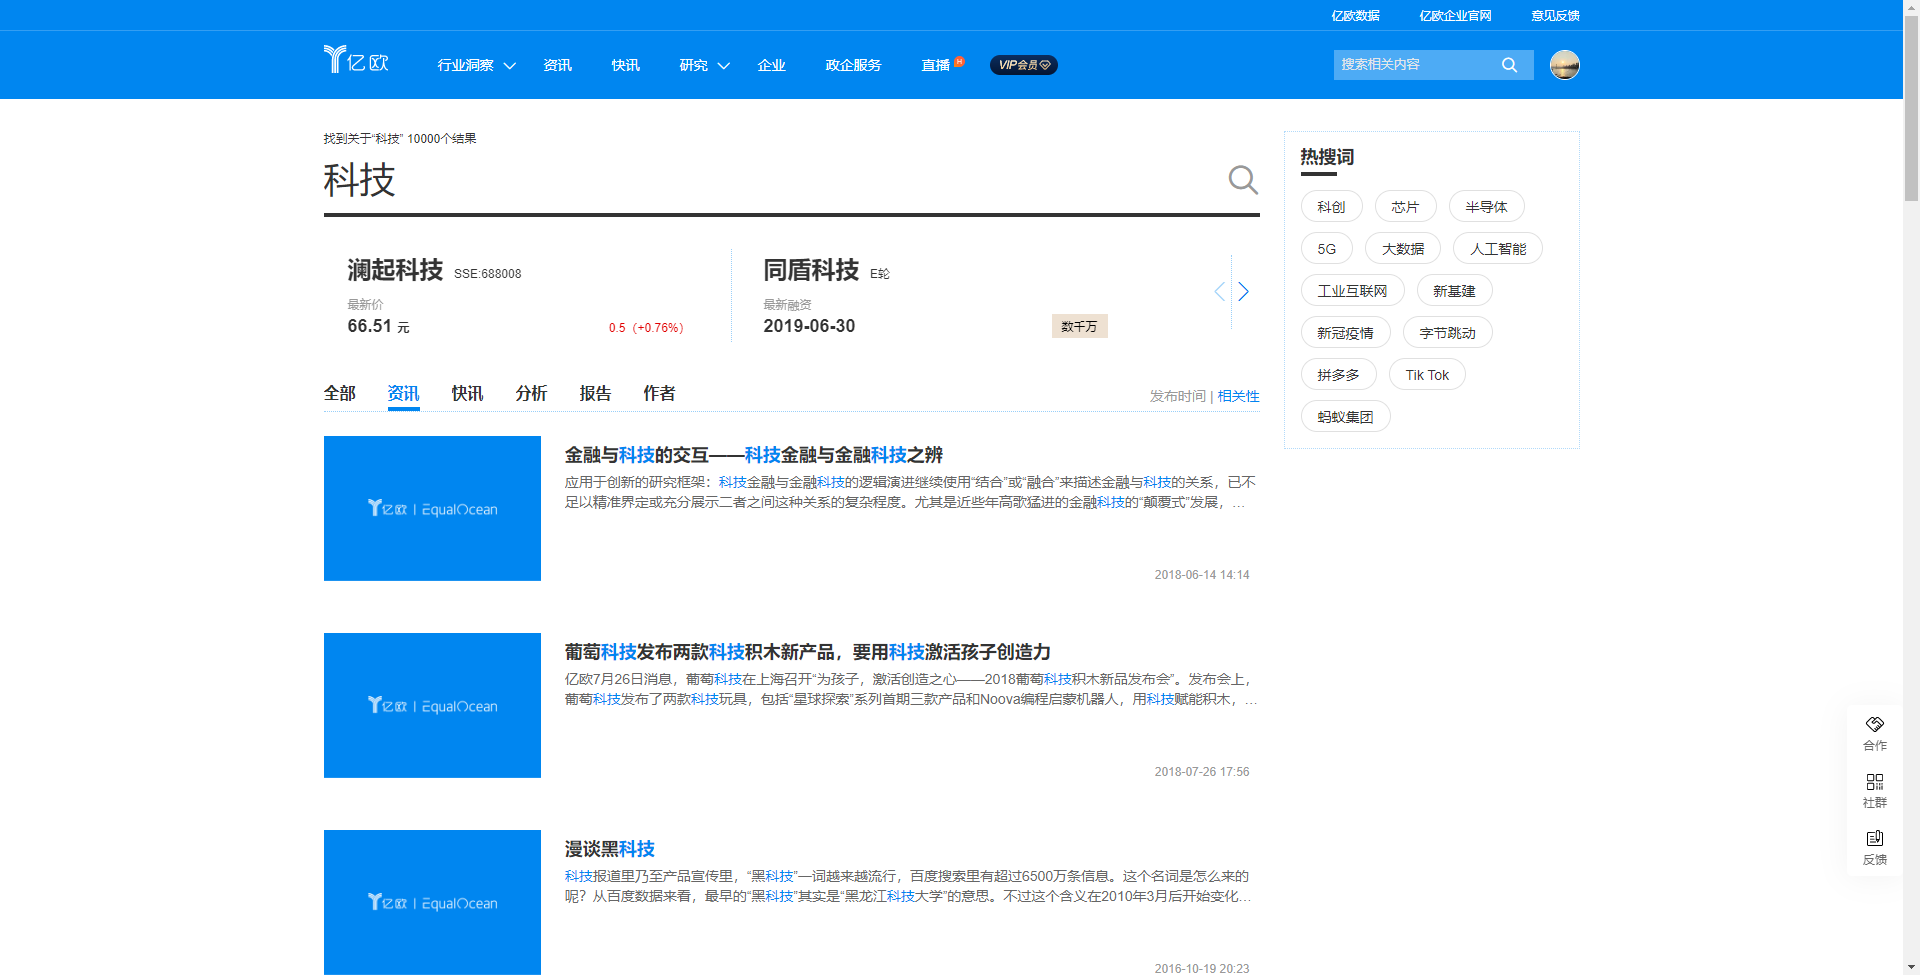 亿欧数据 亿欧企业官网 意见反馈
亿欧 行业洞察 资讯 快讯 研究 企业 政企服务 直播 H VIP会员 搜索相关内容
找到关于“科技” 10000个结果
科技
澜起科技 SSE:688008
最新价
66.51 元 0.5（+0.76%）
同盾科技 E轮
最新融资
2019-06-30 数千万
全部 资讯 快讯 分析 报告 作者 发布时间 | 相关性
亿欧 | EqualOcean
金融与科技的交互——科技金融与金融科技之辨
应用于创新的研究框架：科技金融与金融科技的逻辑演进继续使用“结合”或“融合”来描述金融与科技的关系，已不
足以精准界定或充分展示二者之间这种关系的复杂程度。尤其是近些年高歌猛进的金融科技的“颠覆式”发展，…
2018-06-14 14:14
亿欧 | EqualOcean
葡萄科技发布两款科技积木新产品，要用科技激活孩子创造力
亿欧7月26日消息，葡萄科技在上海召开“为孩子，激活创造之心——2018葡萄科技积木新品发布会”。发布会上，
葡萄科技发布了两款科技玩具，包括“星球探索”系列首期三款产品和Noova编程启蒙机器人，用科技赋能积木，…
2018-07-26 17:56
亿欧 | EqualOcean
漫谈黑科技
科技报道里乃至产品宣传里，“黑科技”一词越来越流行，百度搜索里有超过6500万条信息。这个名词是怎么来的
呢？从百度数据来看，最早的“黑科技”其实是“黑龙江科技大学”的意思。不过这个含义在2010年3月后开始变化…
2016-10-19 20:23
热搜词
科创 芯片 半导体
5G 大数据 人工智能
工业互联网 新基建
新冠疫情 字节跳动
拼多多 Tik Tok
蚂蚁集团
合作
社群
反馈